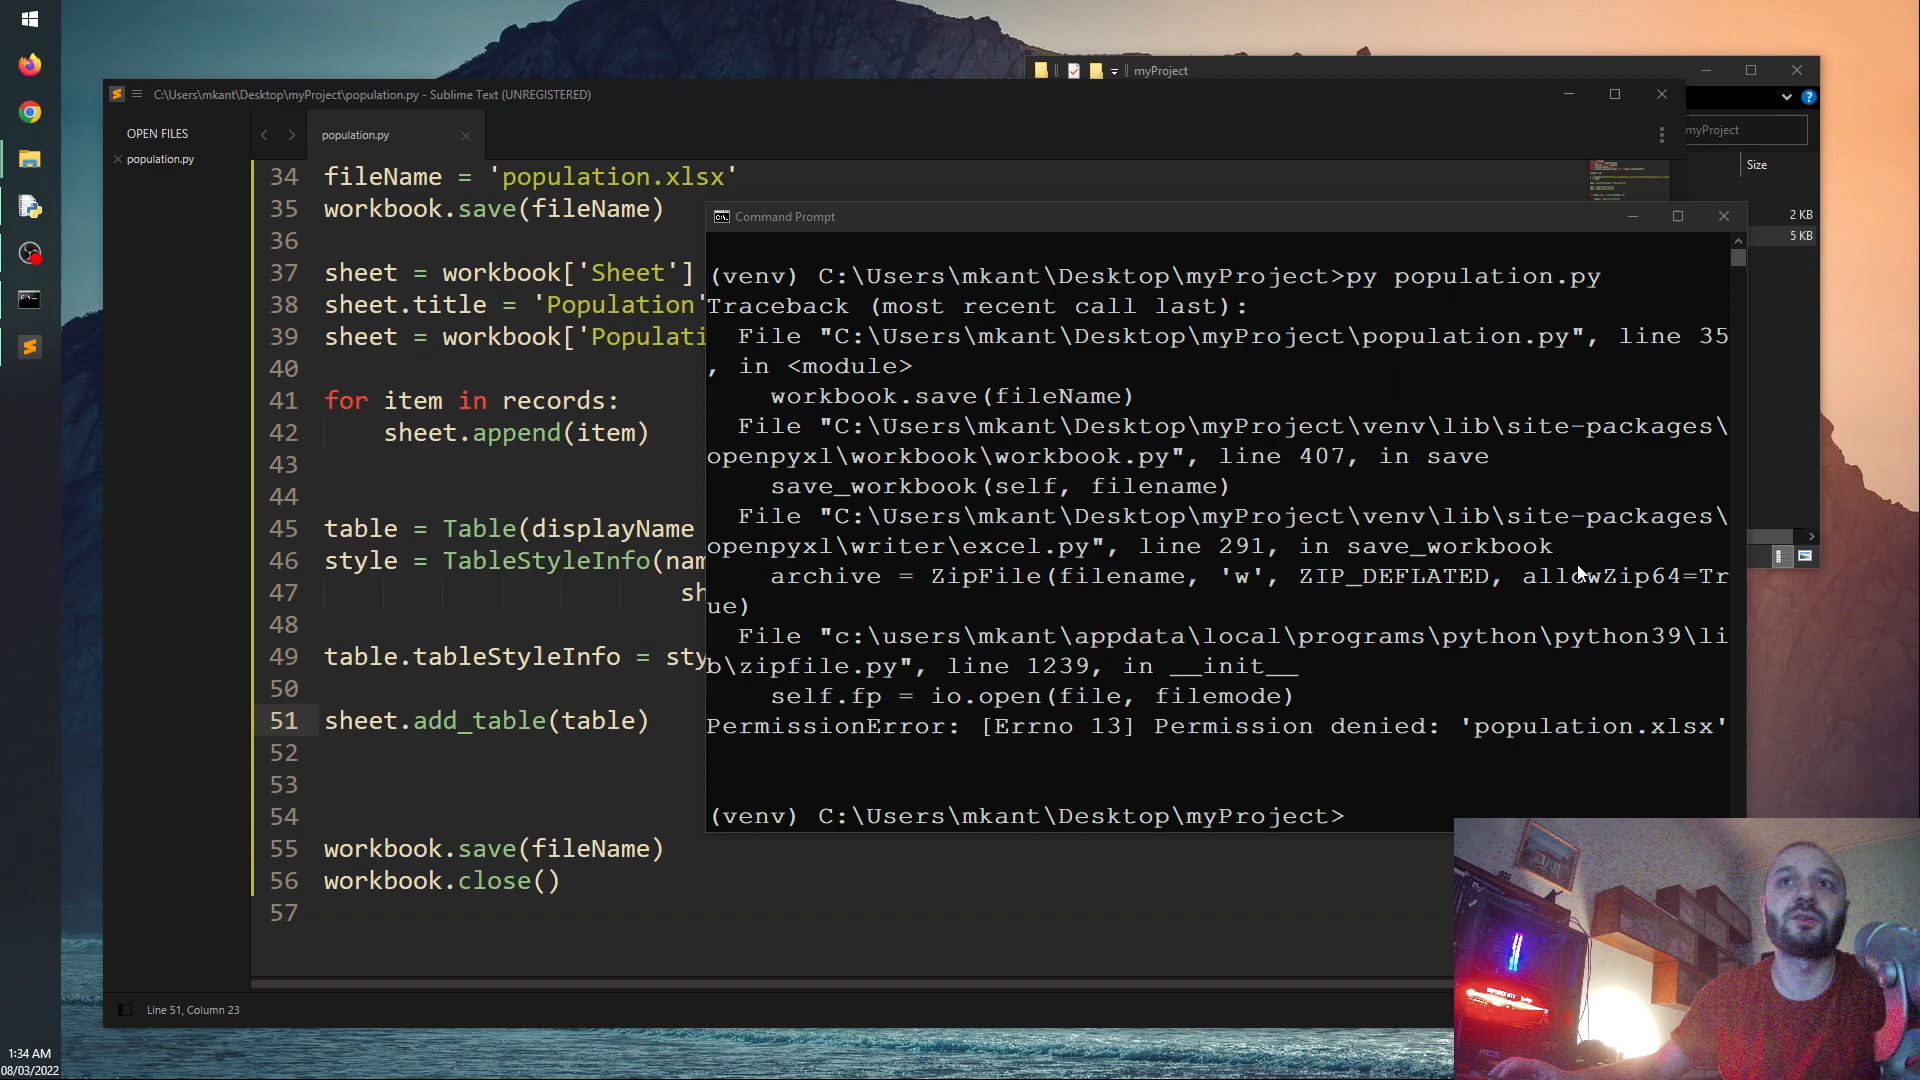 myProject
C:\Users\mkant\Desktop\myProject\population.py - Sublime Text (UNREGISTERED)
OPEN FILES
population.py
population.py
myProject
Size
2 KB
5 KB
34 fileName = 'population.xlsx'
35 workbook.save(fileName)
36
37 sheet = workbook['Sheet']
38 sheet.title = 'Population'
39 sheet = workbook['Populati
40
41 for item in records:
42 sheet.append(item)
43
44
45 table = Table(displayName
46 style = TableStyleInfo(nam
47 sh
48
49 table.tableStyleInfo = sty
50
51 sheet.add_table(table)
52
53
54
55 workbook.save(fileName)
56 workbook.close()
57
Line 51, Column 23
Command Prompt
(venv) C:\Users\mkant\Desktop\myProject>py population.py
Traceback (most recent call last):
File "C:\Users\mkant\Desktop\myProject\population.py", line 35
, in <module>
workbook.save(fileName)
File "C:\Users\mkant\Desktop\myProject\venv\lib\site-packages\
openpyxl\workbook\workbook.py", line 407, in save
save_workbook(self, filename)
File "C:\Users\mkant\Desktop\myProject\venv\lib\site-packages\
openpyxl\writer\excel.py", line 291, in save_workbook
archive = ZipFile(filename, 'w', ZIP_DEFLATED, allowZip64=Tr
ue)
File "c:\users\mkant\appdata\local\programs\python\python39\li
b\zipfile.py", line 1239, in __init__
self.fp = io.open(file, filemode)
PermissionError: [Errno 13] Permission denied: 'population.xlsx'
(venv) C:\Users\mkant\Desktop\myProject>
1:34 AM
08/03/2022